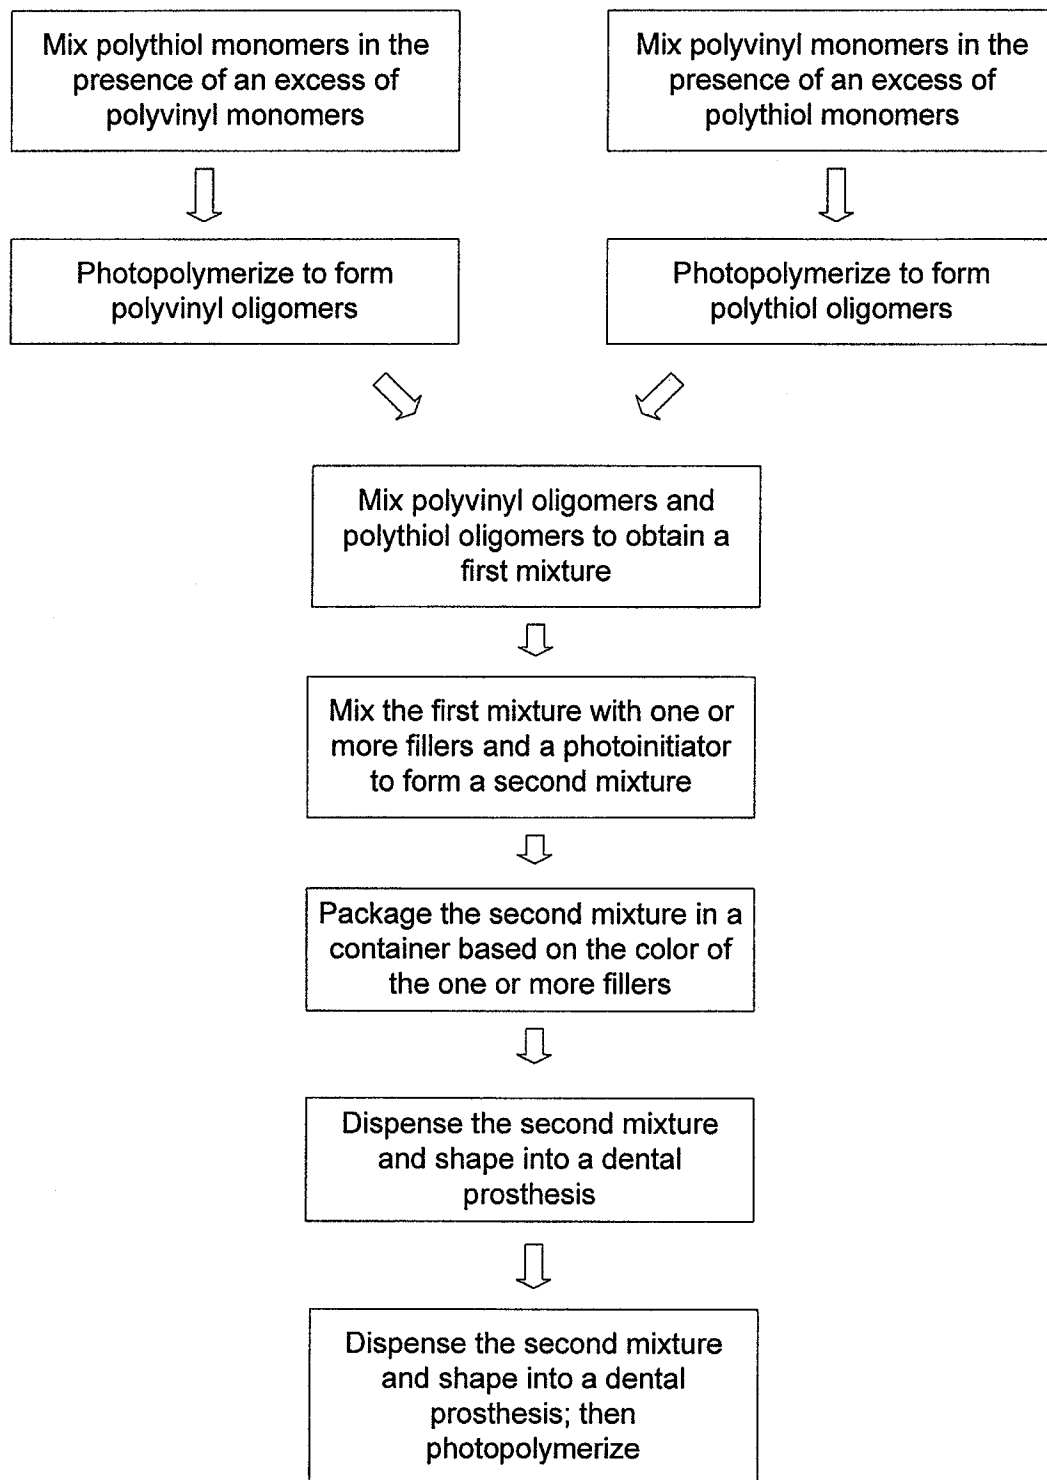 Mix polythiol monomers in the
presence of an excess of
polyvinyl monomers
Mix polyvinyl monomers in the
presence of an excess of
polythiol monomers
Photopolymerize to form
polyvinyl oligomers
Photopolymerize to form
polythiol oligomers
Mix polyvinyl oligomers and
polythiol oligomers to obtain a
first mixture
Mix the first mixture with one or
more fillers and a photoinitiator
to form a second mixture
Package the second mixture in a
container based on the color of
the one or more fillers
Dispense the second mixture
and shape into a dental
prosthesis
Dispense the second mixture
and shape into a dental
prosthesis; then
photopolymerize